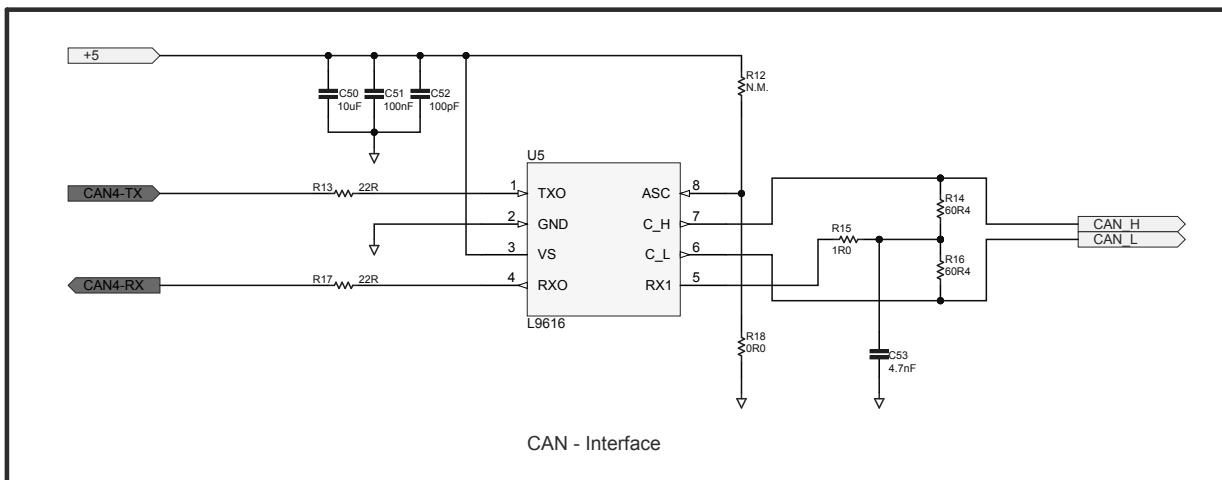 +5
R12
N.M.
C50
10uF
C51
100nF
C52
100pF
U5
CAN4-TX
R13 22R
1 TXO
ASC 8
2 GND
C_H 7
3 VS
C_L 6
4 RXO
RX1 5
L9616
CAN4-RX
R17 22R
R14
60R4
R15
1R0
R16
60R4
CAN_H
CAN_L
R18
0R0
C53
4.7nF
CAN - Interface